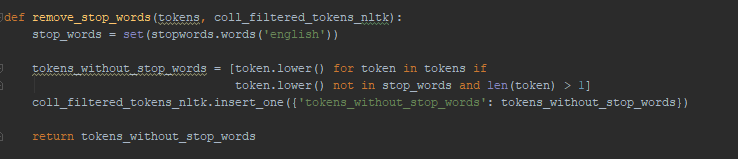 def remove_stop_words(tokens, coll_filtered_tokens_nltk):
    stop_words = set(stopwords.words('english'))
    tokens_without_stop_words = [token.lower() for token in tokens if
                                 token.lower() not in stop_words and len(token) > 1]
    coll_filtered_tokens_nltk.insert_one({'tokens_without_stop_words': tokens_without_stop_words})
    return tokens_without_stop_words